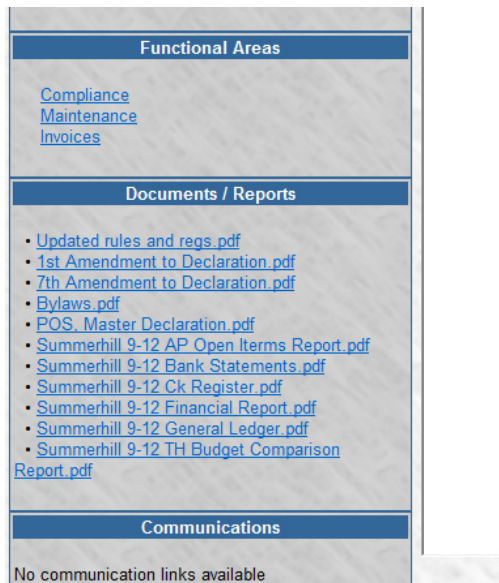 Functional Areas
Compliance
Maintenance
Invoices
Documents / Reports
• Updated rules and regs.pdf
• 1st Amendment to Declaration.pdf
• 7th Amendment to Declaration.pdf
• Bylaws.pdf
• POS. Master Declaration.pdf
• Summerhill 9-12 AP Open Iterms Report.pdf
• Summerhill 9-12 Bank Statements.pdf
• Summerhill 9-12 Ck Register.pdf
• Summerhill 9-12 Financial Report.pdf
• Summerhill 9-12 General Ledger.pdf
• Summerhill 9-12 TH Budget Comparison
Report.pdf
Communications
No communication links available